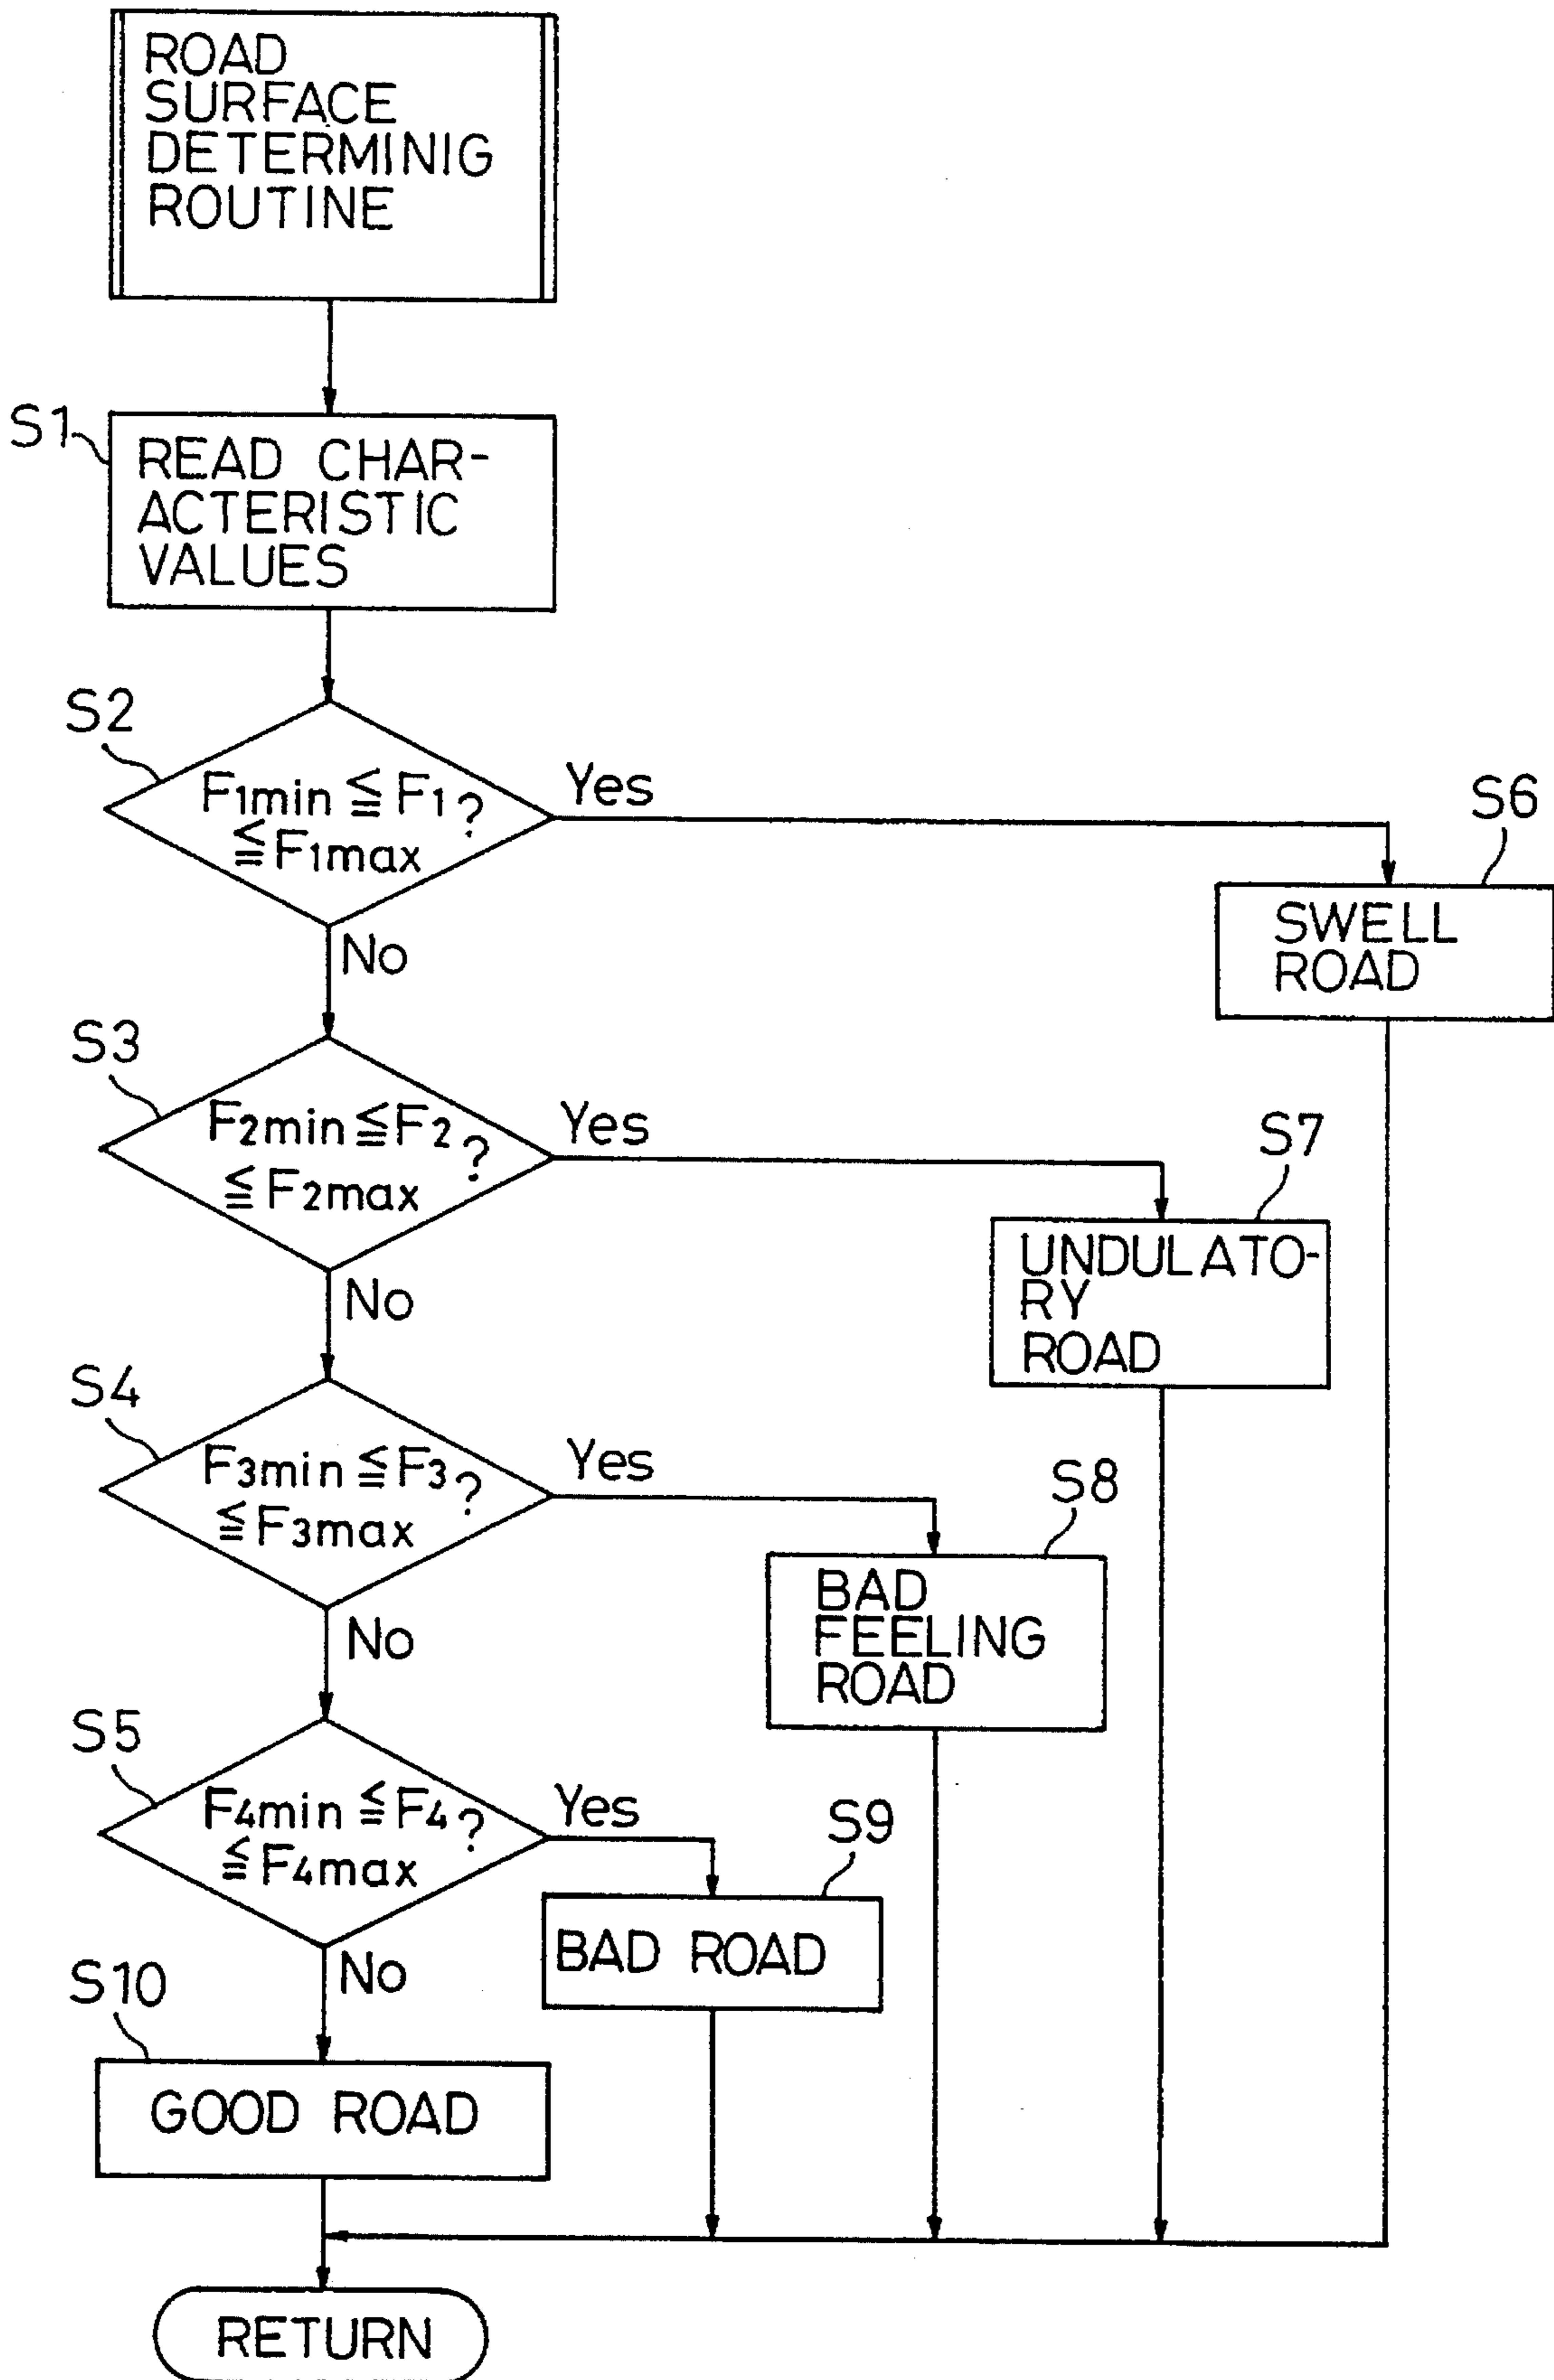 ROAD
SURFACE
DETERMINIG
ROUTINE
S1
READ CHAR-
ACTERISTIC
VALUES
S2
F1min ≦ F1 ?
≦ F1max
Yes
No
S6
SWELL
ROAD
S3
F2min ≦ F2 ?
≦ F2max
Yes
No
S7
UNDULATO-
RY
ROAD
S4
F3min ≦ F3 ?
≦ F3max
Yes
No
S8
BAD
FEELING
ROAD
S5
F4min ≦ F4 ?
≦ F4max
Yes
No
S9
BAD ROAD
S10
GOOD ROAD
RETURN